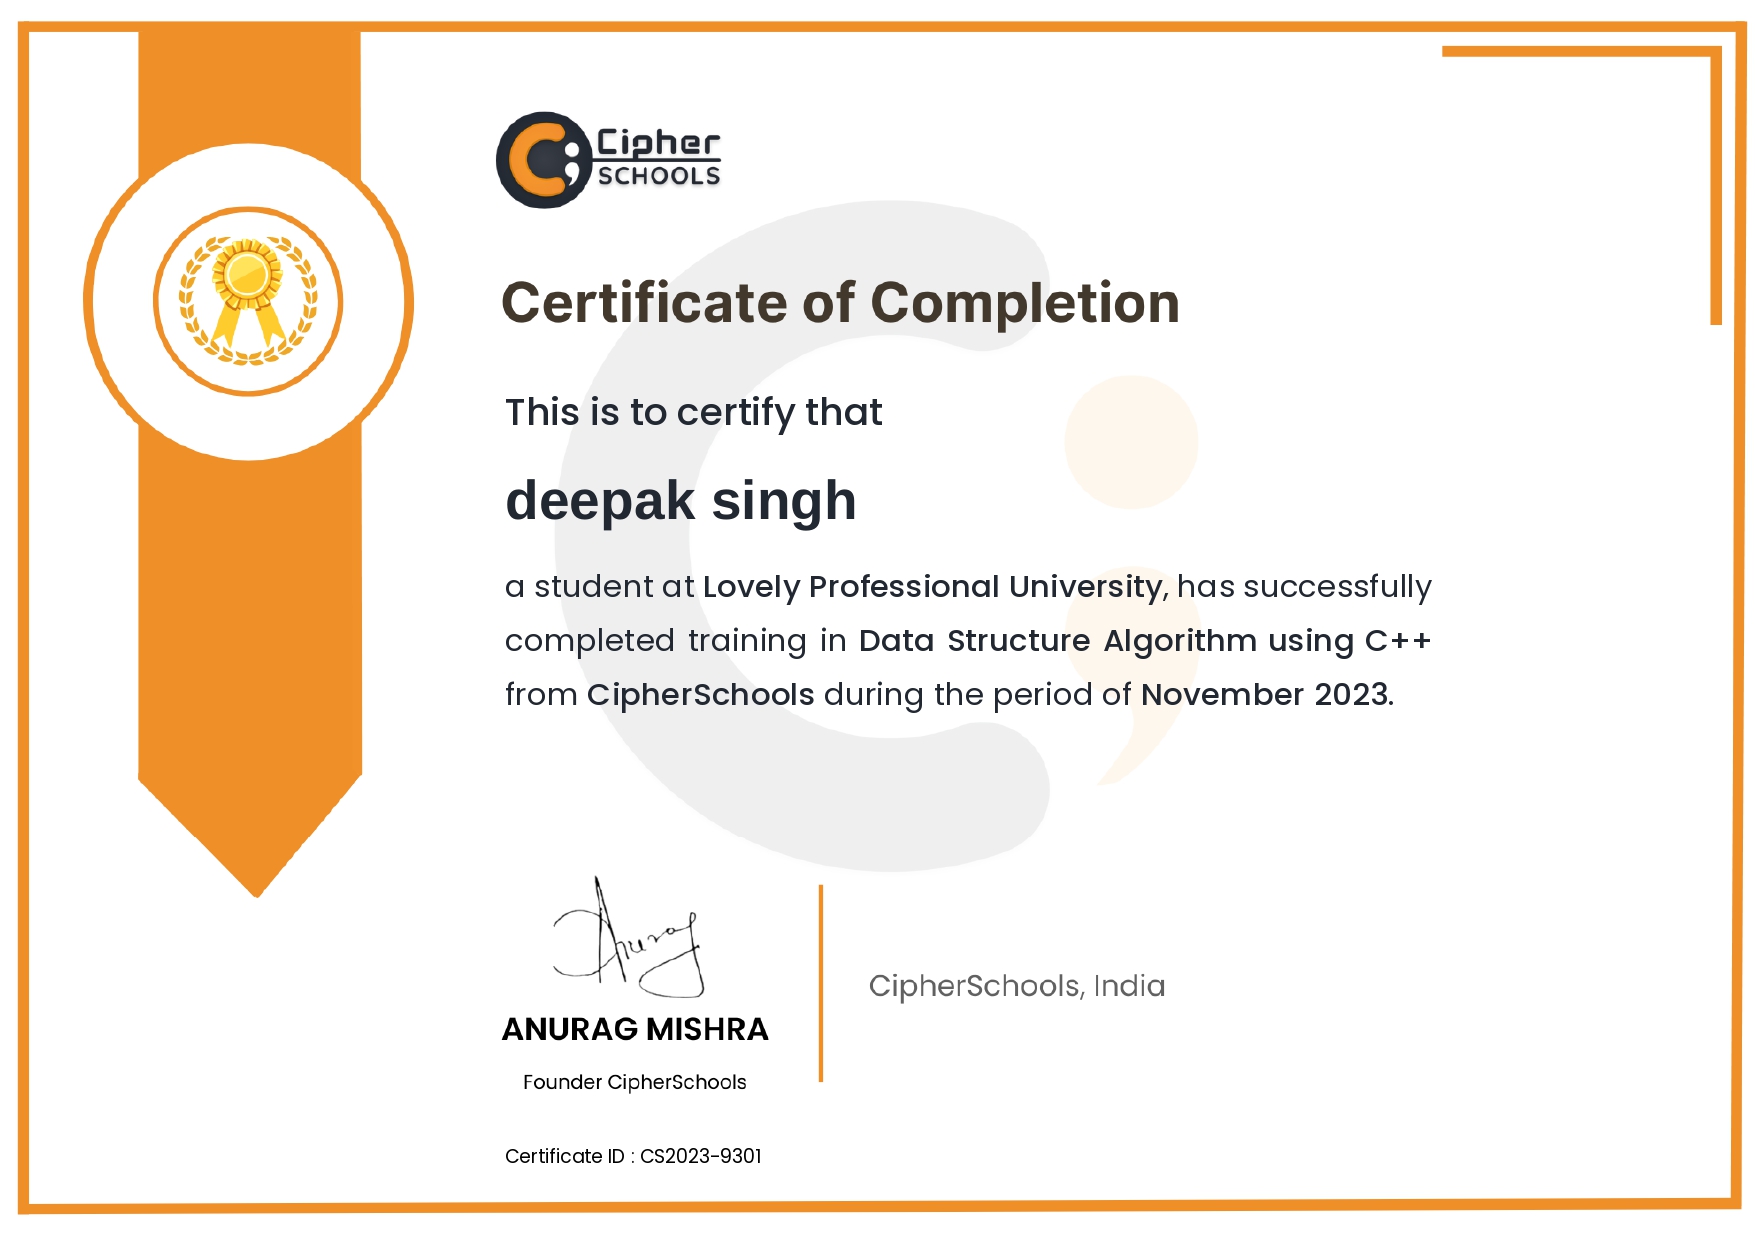 Cipher
SCHOOLS
Certificate of Completion
This is to certify that
deepak singh
a student at Lovely Professional University, has successfully
completed training in Data Structure Algorithm using C++
from CipherSchools during the period of November 2023.
Anurag
ANURAG MISHRA
Founder CipherSchools
CipherSchools, India
Certificate ID : CS2023-9301